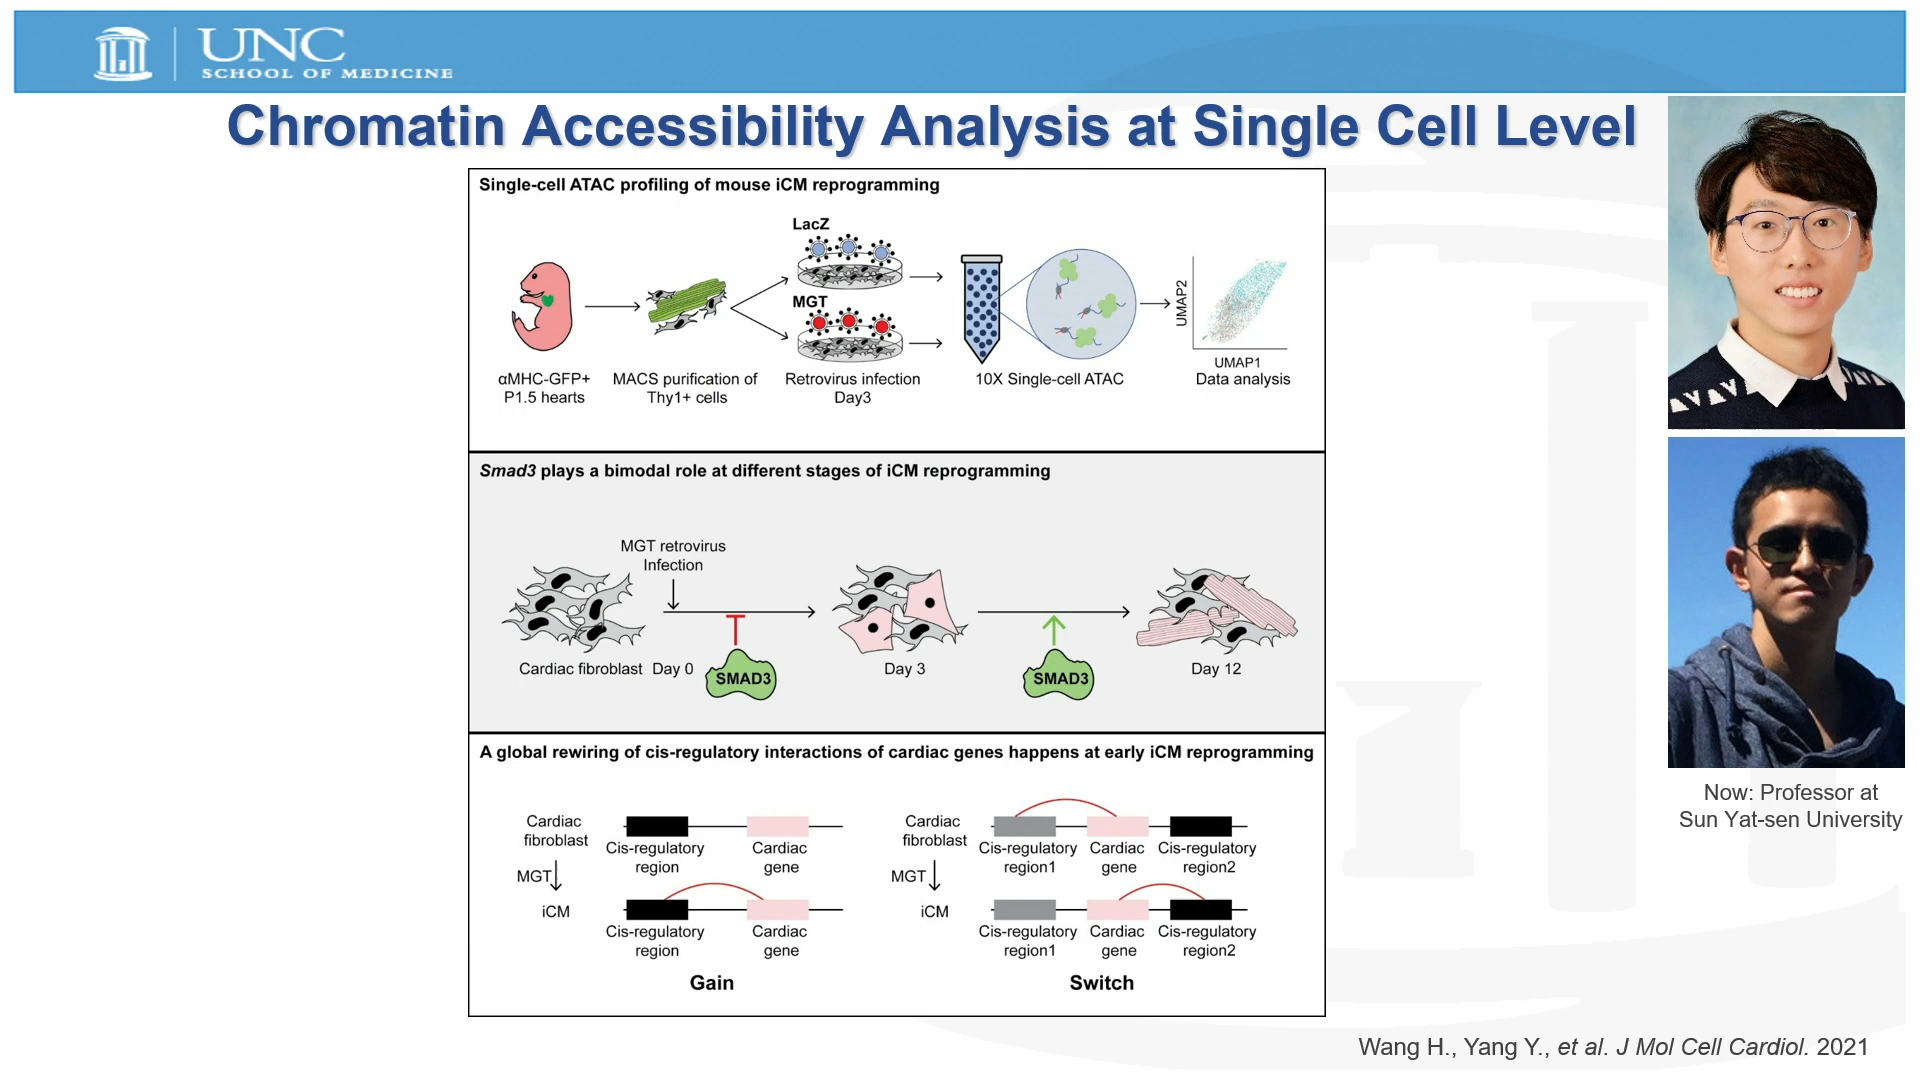 UNC
SCHOOL OF MEDICINE
Chromatin Accessibility Analysis at Single Cell Level
Single-cell ATAC profiling of mouse iCM reprogramming
LacZ
MGT
UMAP2
UMAP1
αMHC-GFP+
P1.5 hearts
MACS purification of
Thy1+ cells
Retrovirus infection
Day3
10X Single-cell ATAC
Data analysis
Smad3 plays a bimodal role at different stages of iCM reprogramming
MGT retrovirus
Infection
Cardiac fibroblast Day 0
SMAD3
Day 3
SMAD3
Day 12
A global rewiring of cis-regulatory interactions of cardiac genes happens at early iCM reprogramming
Cardiac
fibroblast
Cis-regulatory
region
Cardiac
gene
MGT
iCM
Cis-regulatory
region
Cardiac
gene
Gain
Cardiac
fibroblast
Cis-regulatory
region1
Cardiac
gene
Cis-regulatory
region2
MGT
iCM
Cis-regulatory
region1
Cardiac
gene
Cis-regulatory
region2
Switch
Now: Professor at
Sun Yat-sen University
Wang H., Yang Y., et al. J Mol Cell Cardiol. 2021